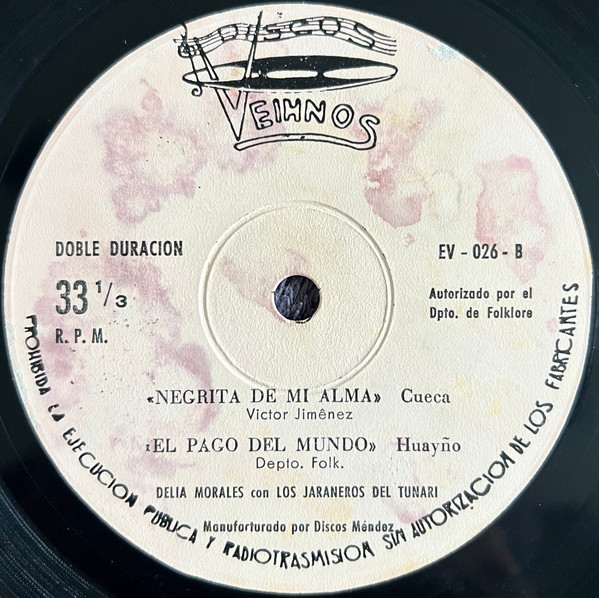 DISCOS
VEIHNOS
DOBLE DURACION
33 1/3
R. P. M.
EV - 026 - B
Autorizado por el
Dpto. de Folklore
«NEGRITA DE MI ALMA» Cueca
Victor Jimênez
«EL PAGO DEL MUNDO» Huayño
Depto. Folk.
DELIA MORALES con LOS JARANEROS DEL TUNARI
Manufarturado por Discos Méndez
PROHIBIDA LA EJECUCION PUBLICA Y RADIOTRASMISION SIN AUTORIZACION DE LOS FABRICANTES